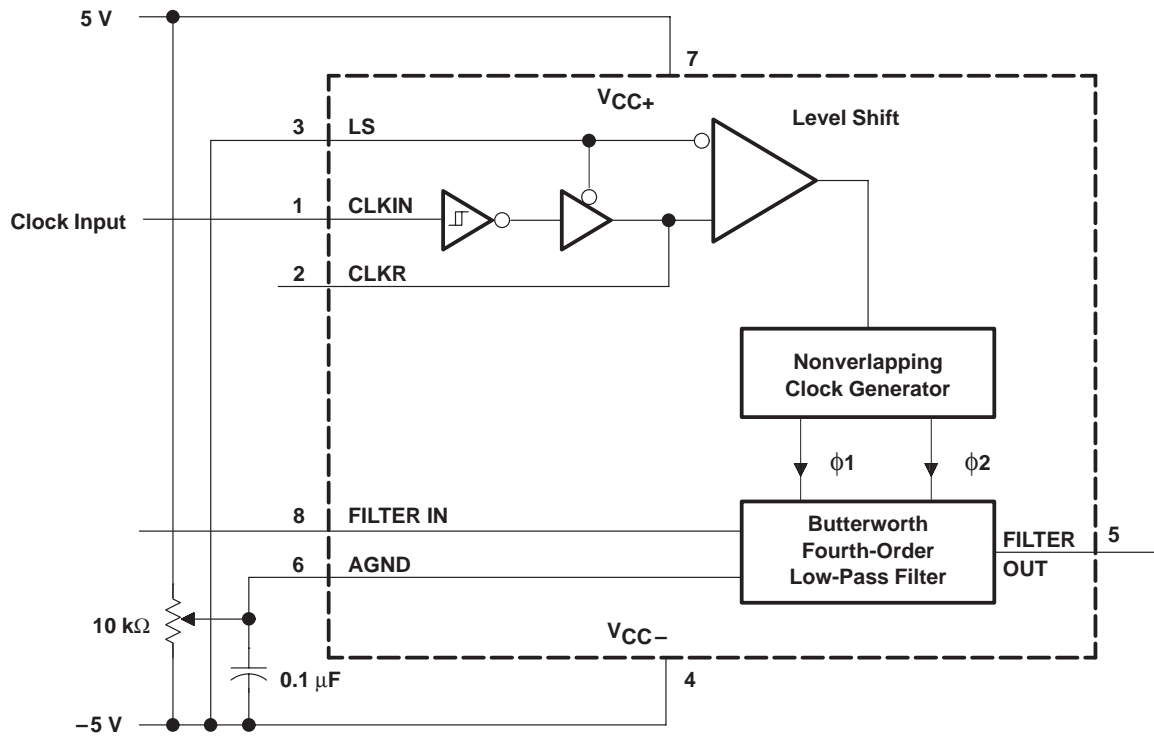 5 V
7
VCC+
Level Shift
3
LS
Clock Input
1
CLKIN
2
CLKR
Nonverlapping
Clock Generator
ϕ1
ϕ2
8
FILTER IN
Butterworth
Fourth-Order
Low-Pass Filter
FILTER
OUT
5
6
AGND
10 kΩ
VCC–
0.1 μF
4
–5 V